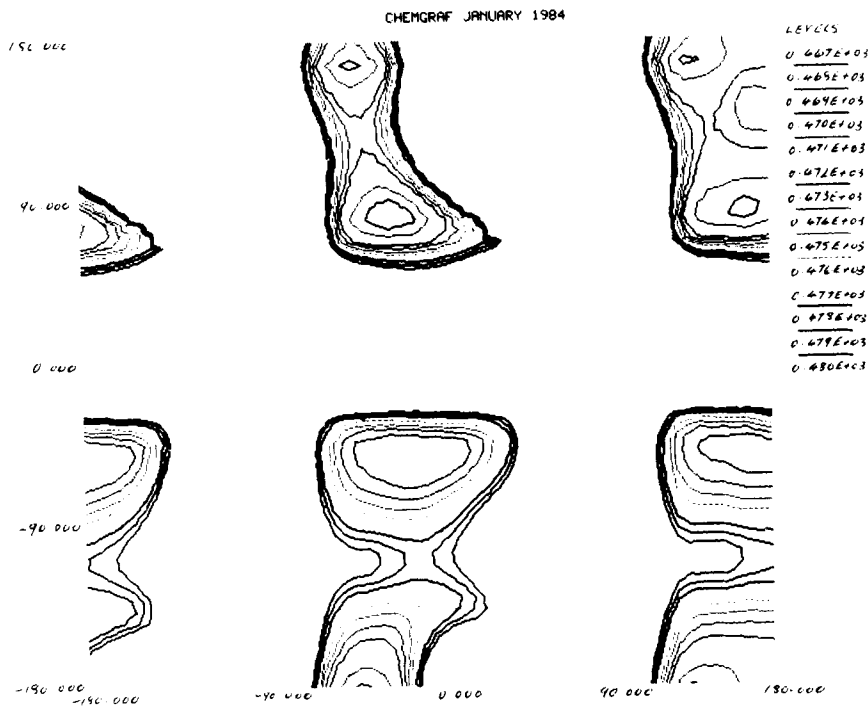 CHEMGRAF JANUARY 1984
LEVELS
0.467E+03
0.468E+03
0.469E+03
0.470E+03
0.471E+03
0.472E+03
0.473E+03
0.474E+03
0.475E+03
0.476E+03
0.477E+03
0.478E+03
0.479E+03
0.480E+03
180.000
90.000
0.000
-90.000
-180.000
-180.000
-90.000
0.000
90.000
180.000